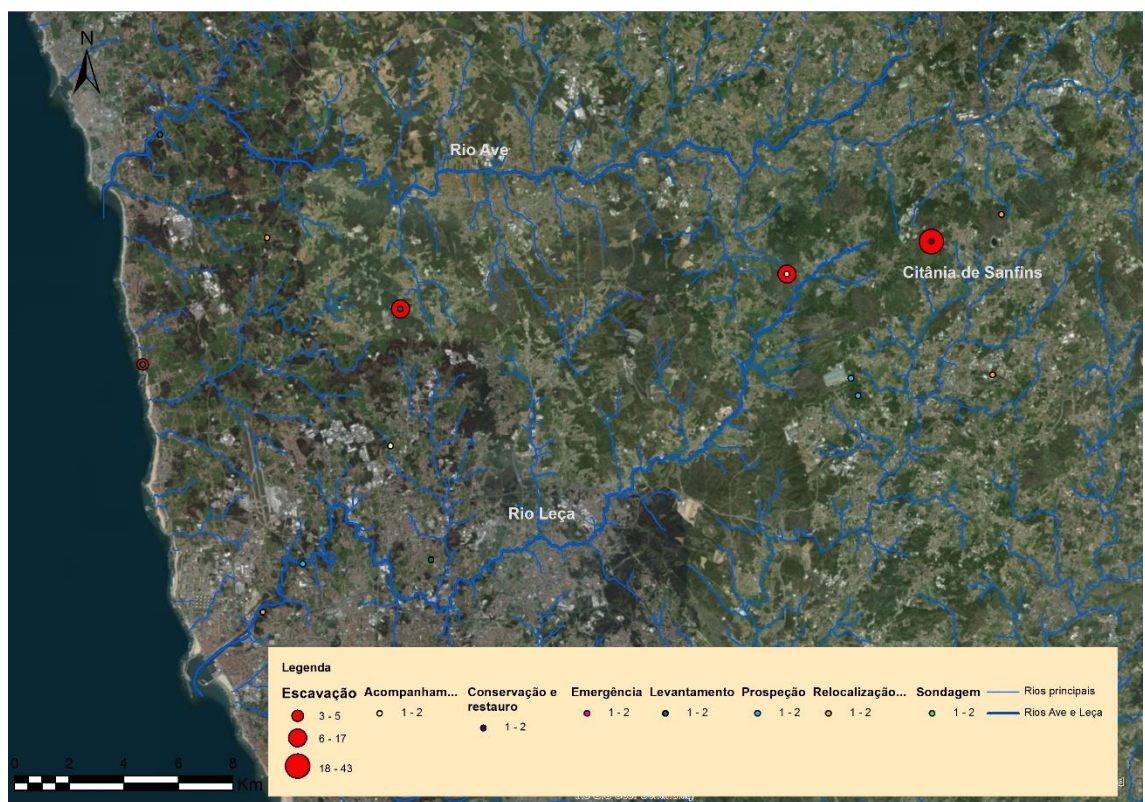 N
Rio Ave
Citânia de Sanfins
Rio Leça
Legenda
Escavação
3 - 5
6 - 17
18 - 43
Acompanham...
1 - 2
Conservação e
restauro
1 - 2
Emergência
1 - 2
Levantamento
1 - 2
Prospeção
1 - 2
Relocalização...
1 - 2
Sondagem
1 - 2
Rios principais
Rios Ave e Leça
0 2 4 6 8
Km